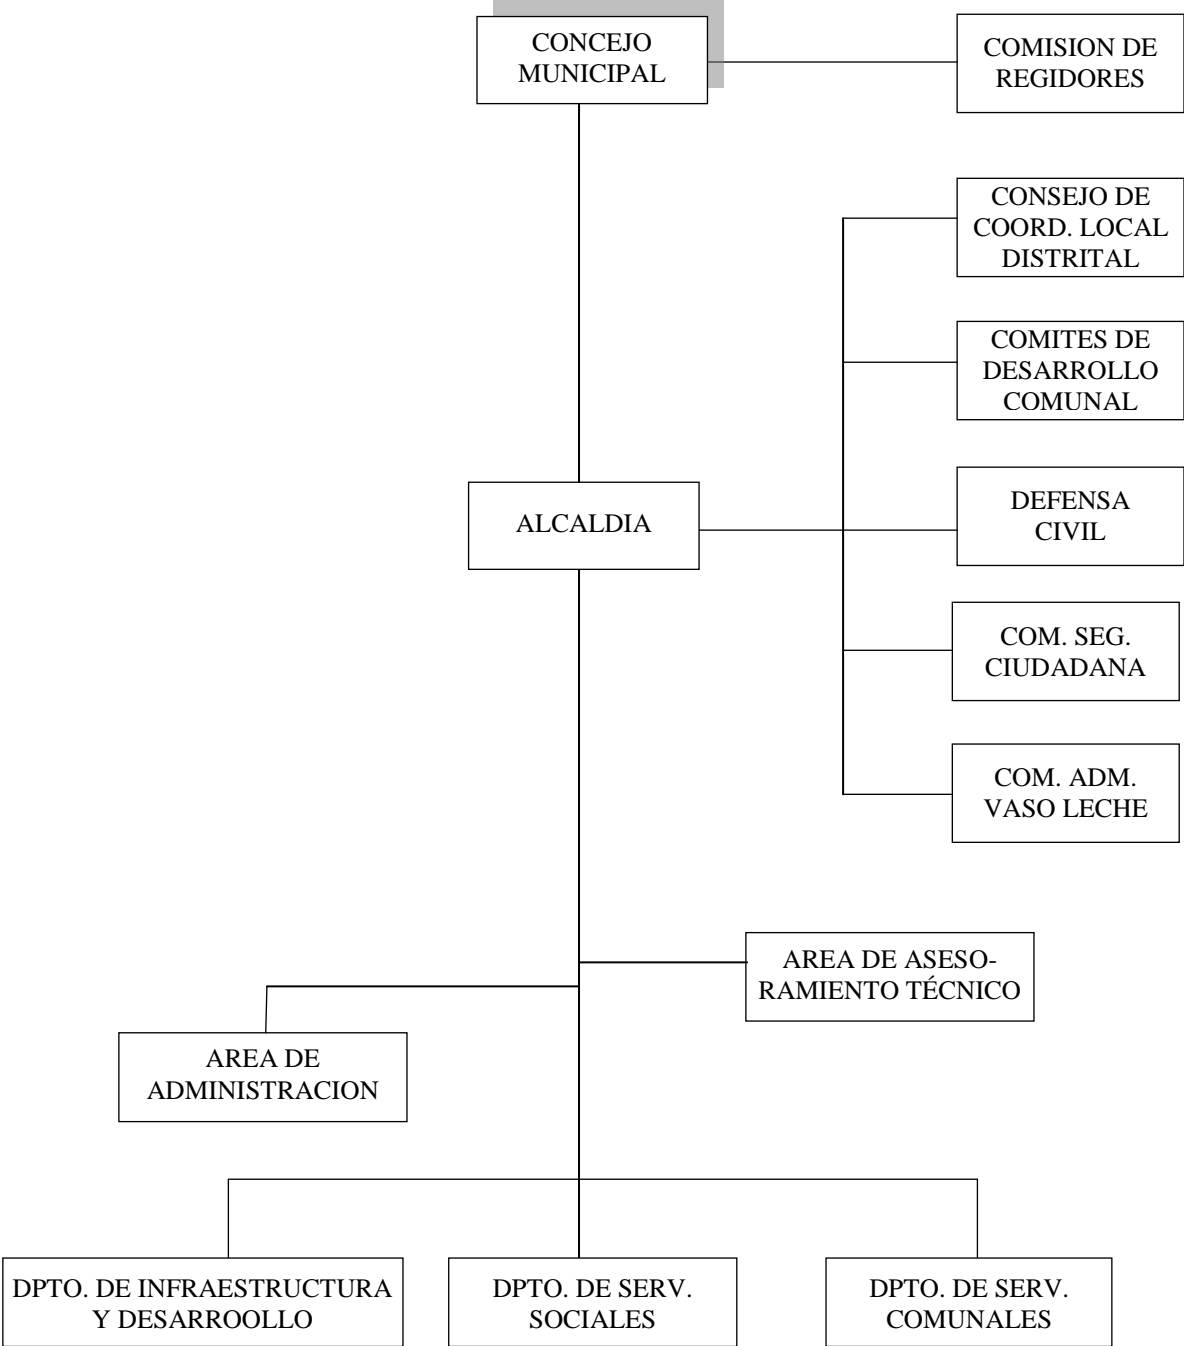 CONCEJO
MUNICIPAL
COMISION DE
REGIDORES
CONSEJO DE
COORD. LOCAL
DISTRITAL
COMITES DE
DESARROLLO
COMUNAL
ALCALDIA
DEFENSA
CIVIL
COM. SEG.
CIUDADANA
COM. ADM.
VASO LECHE
AREA DE ASESO-
RAMIENTO TÉCNICO
AREA DE
ADMINISTRACION
DPTO. DE INFRAESTRUCTURA
Y DESARROOLLO
DPTO. DE SERV.
SOCIALES
DPTO. DE SERV.
COMUNALES